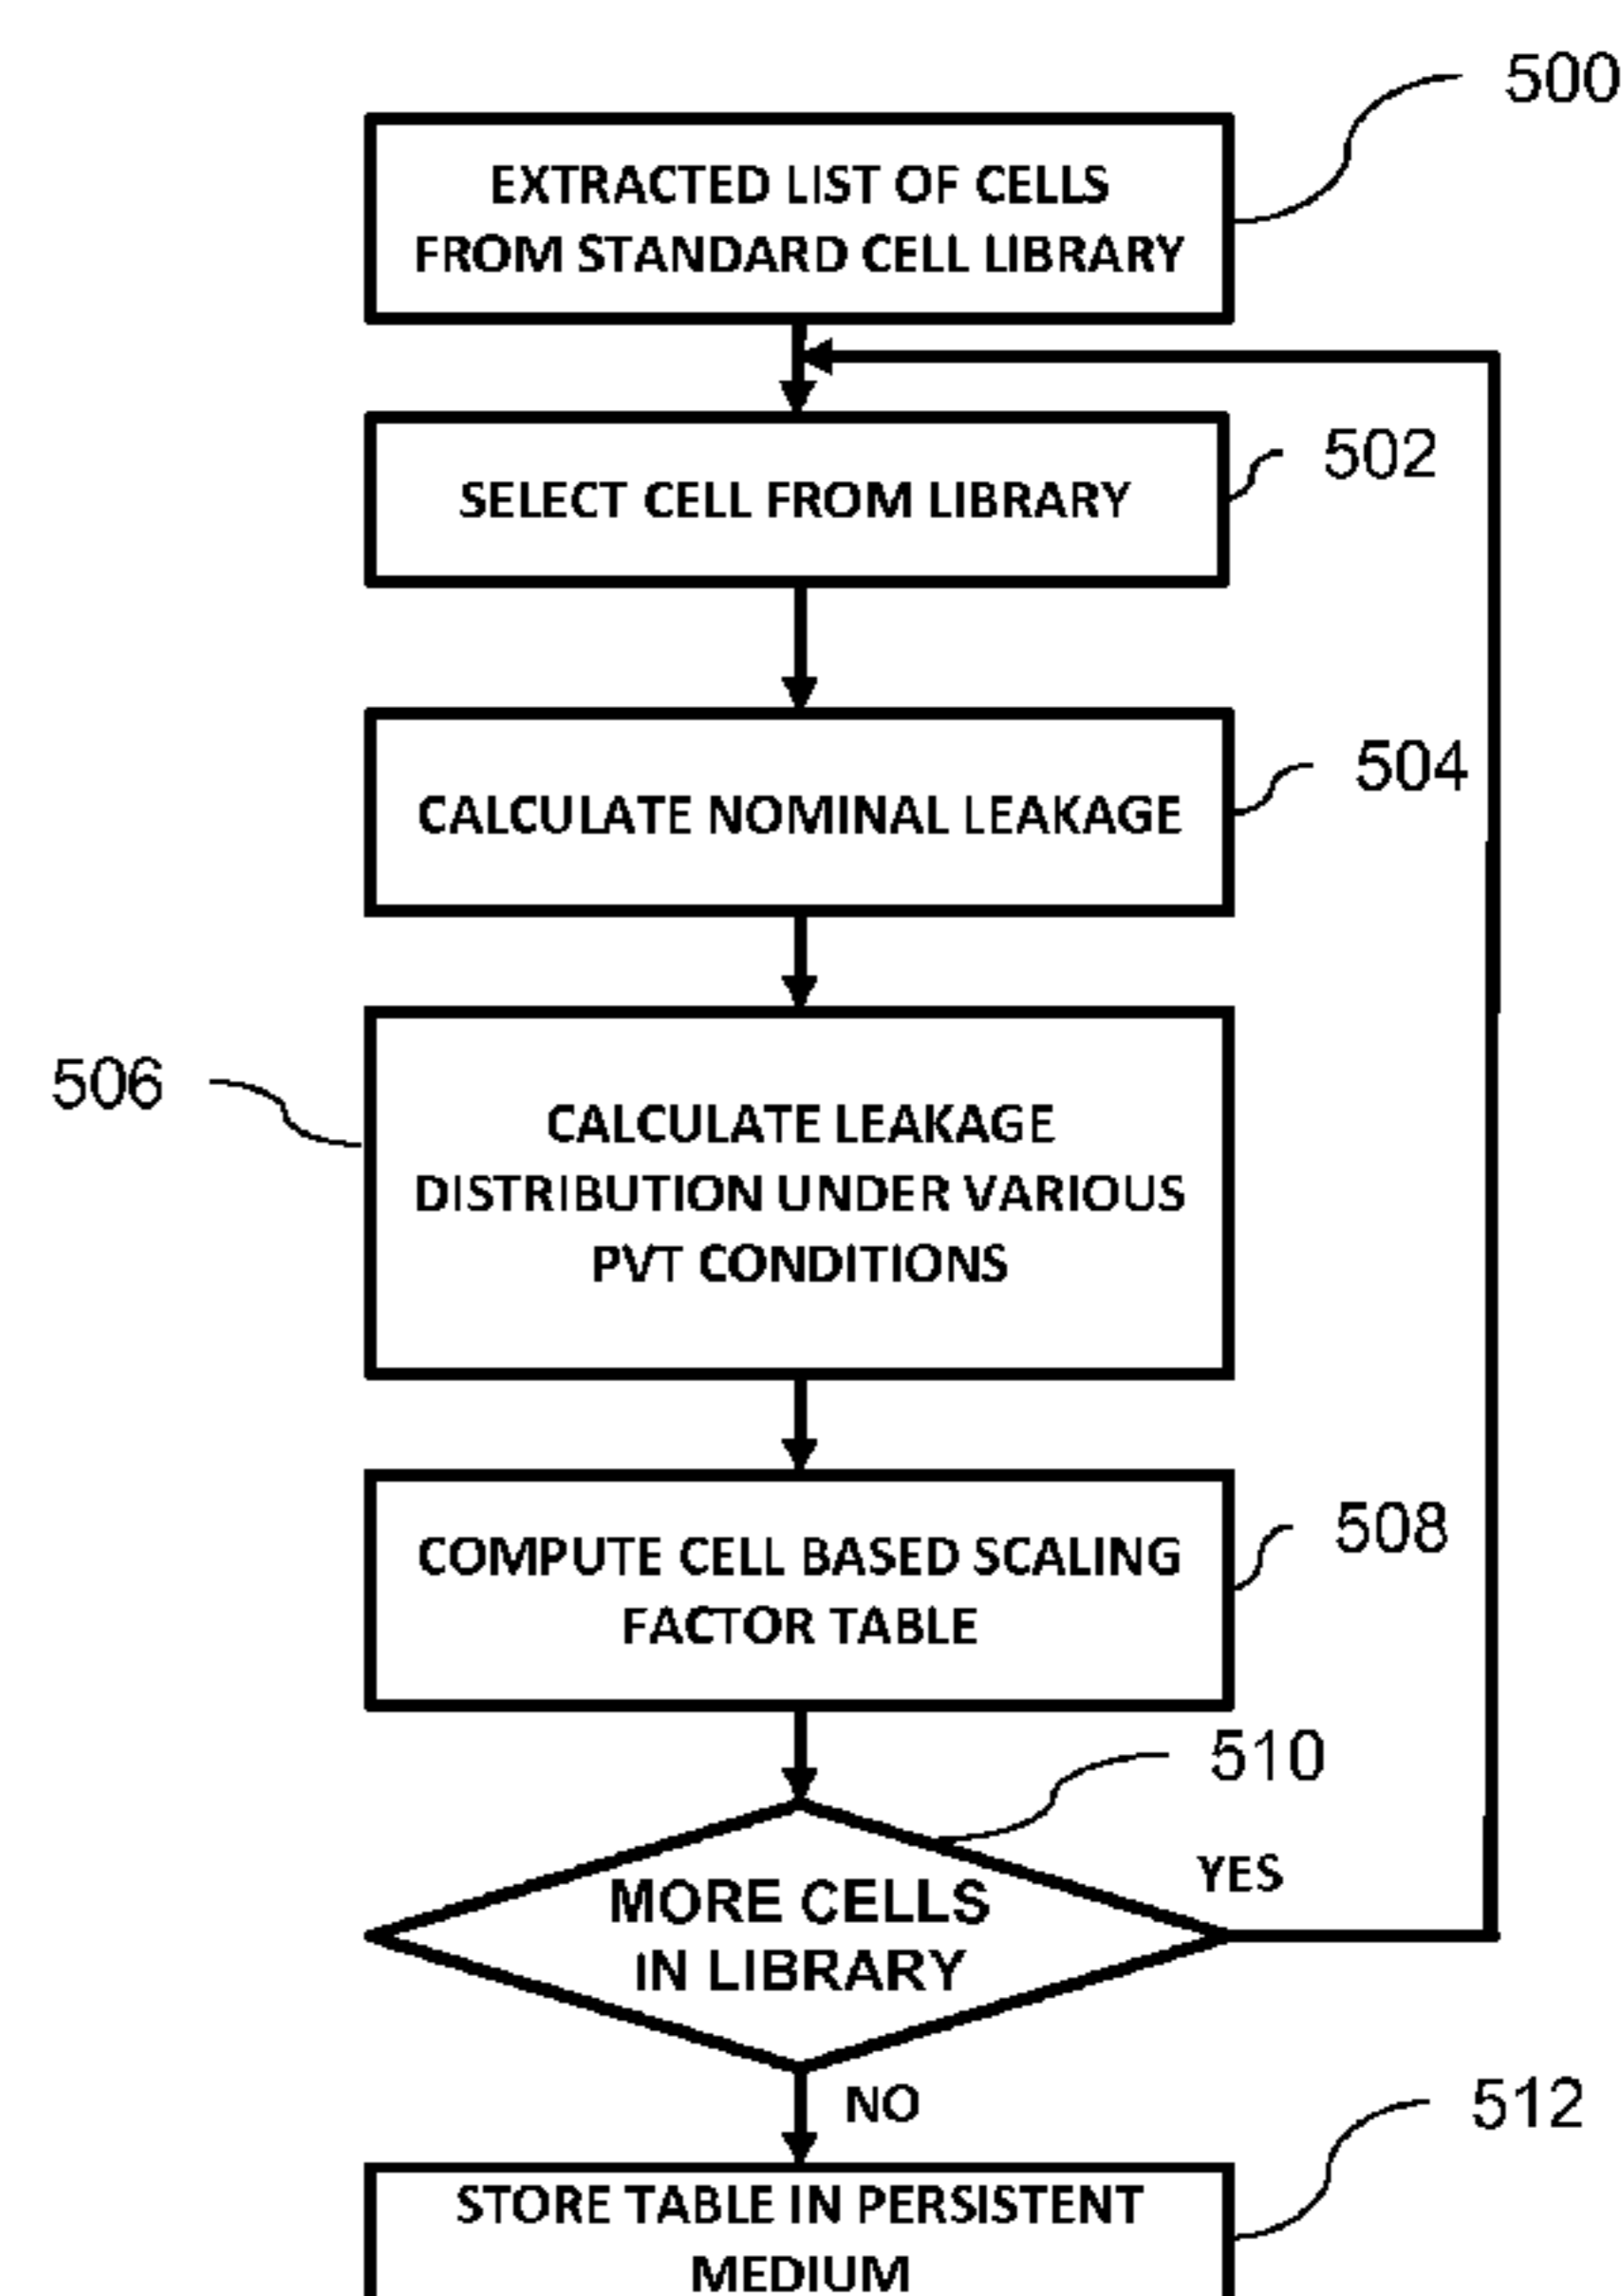 500
EXTRACTED LIST OF CELLS
FROM STANDARD CELL LIBRARY
502
SELECT CELL FROM LIBRARY
504
CALCULATE NOMINAL LEAKAGE
506
CALCULATE LEAKAGE
DISTRIBUTION UNDER VARIOUS
PVT CONDITIONS
508
COMPUTE CELL BASED SCALING
FACTOR TABLE
510
YES
MORE CELLS
IN LIBRARY
NO
512
STORE TABLE IN PERSISTENT
MEDIUM